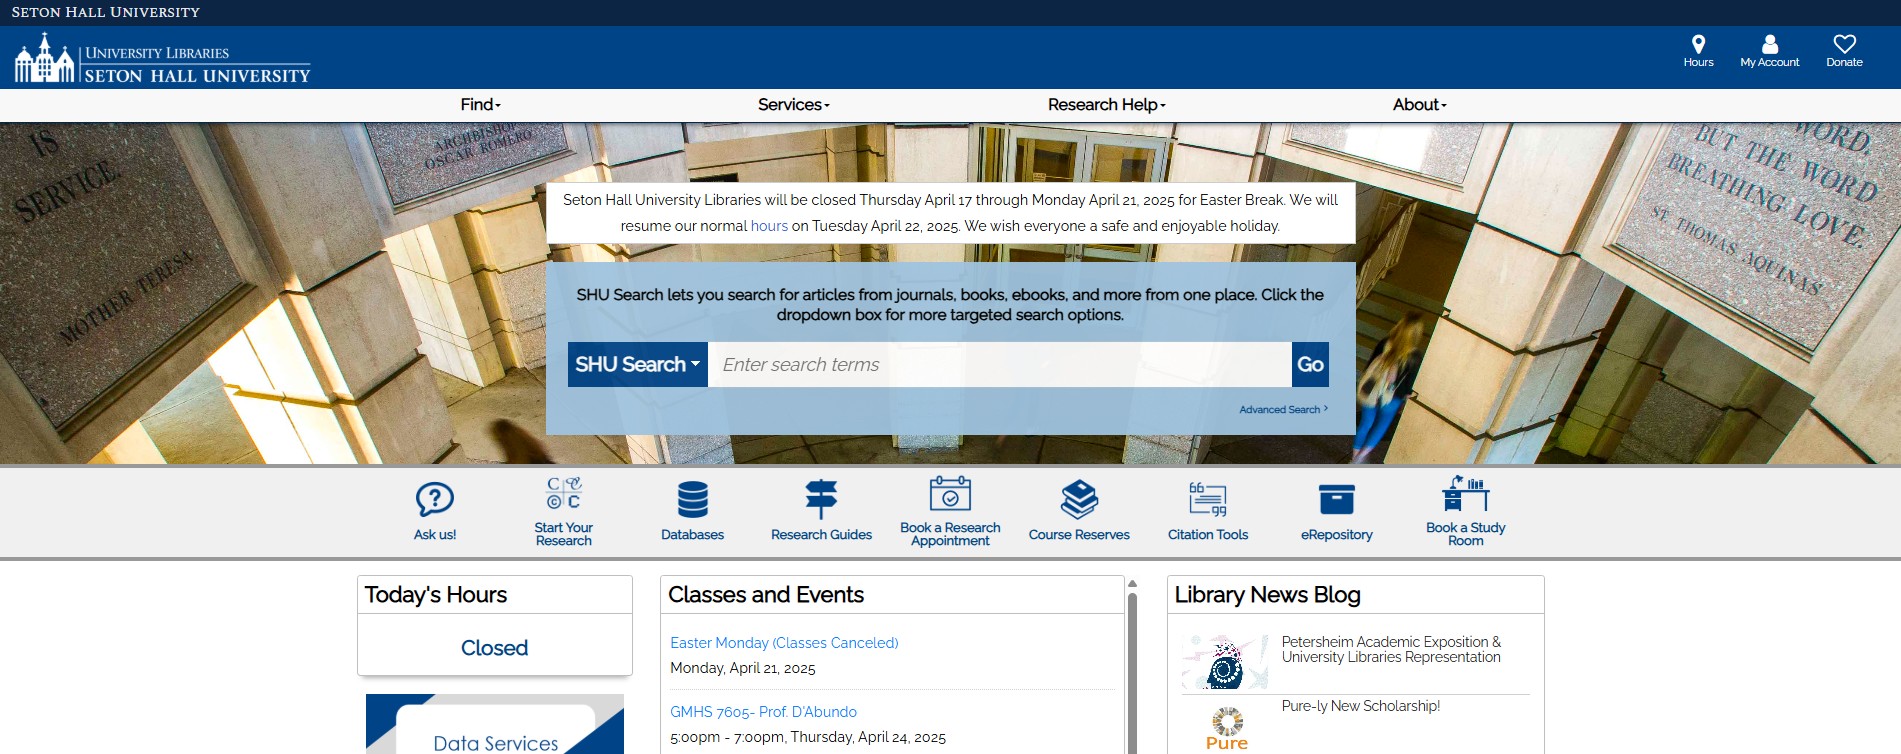 SETON HALL UNIVERSITY
UNIVERSITY LIBRARIES
SETON HALL UNIVERSITY
Hours
My Account
Donate
Find
Services
Research Help
About
IS
SERVICE.
MOTHER TERESA
ARCHBISHOP
OSCAR ROMERO
WORD,
BUT THE WORD
BREATHING LOVE.
ST. THOMAS AQUINAS
Seton Hall University Libraries will be closed Thursday April 17 through Monday April 21, 2025 for Easter Break. We will
resume our normal hours on Tuesday April 22, 2025. We wish everyone a safe and enjoyable holiday.
SHU Search lets you search for articles from journals, books, ebooks, and more from one place. Click the
dropdown box for more targeted search options.
SHU Search
Enter search terms
Go
Advanced Search >
Ask us!
Start Your
Research
Databases
Research Guides
Book a Research
Appointment
Course Reserves
Citation Tools
eRepository
Book a Study
Room
Today's Hours
Closed
Data Services
Classes and Events
Easter Monday (Classes Canceled)
Monday, April 21, 2025
GMHS 7605- Prof. D'Abundo
5:00pm - 7:00pm, Thursday, April 24, 2025
Library News Blog
Petersheim Academic Exposition &
University Libraries Representation
Pure-ly New Scholarship!
Pure